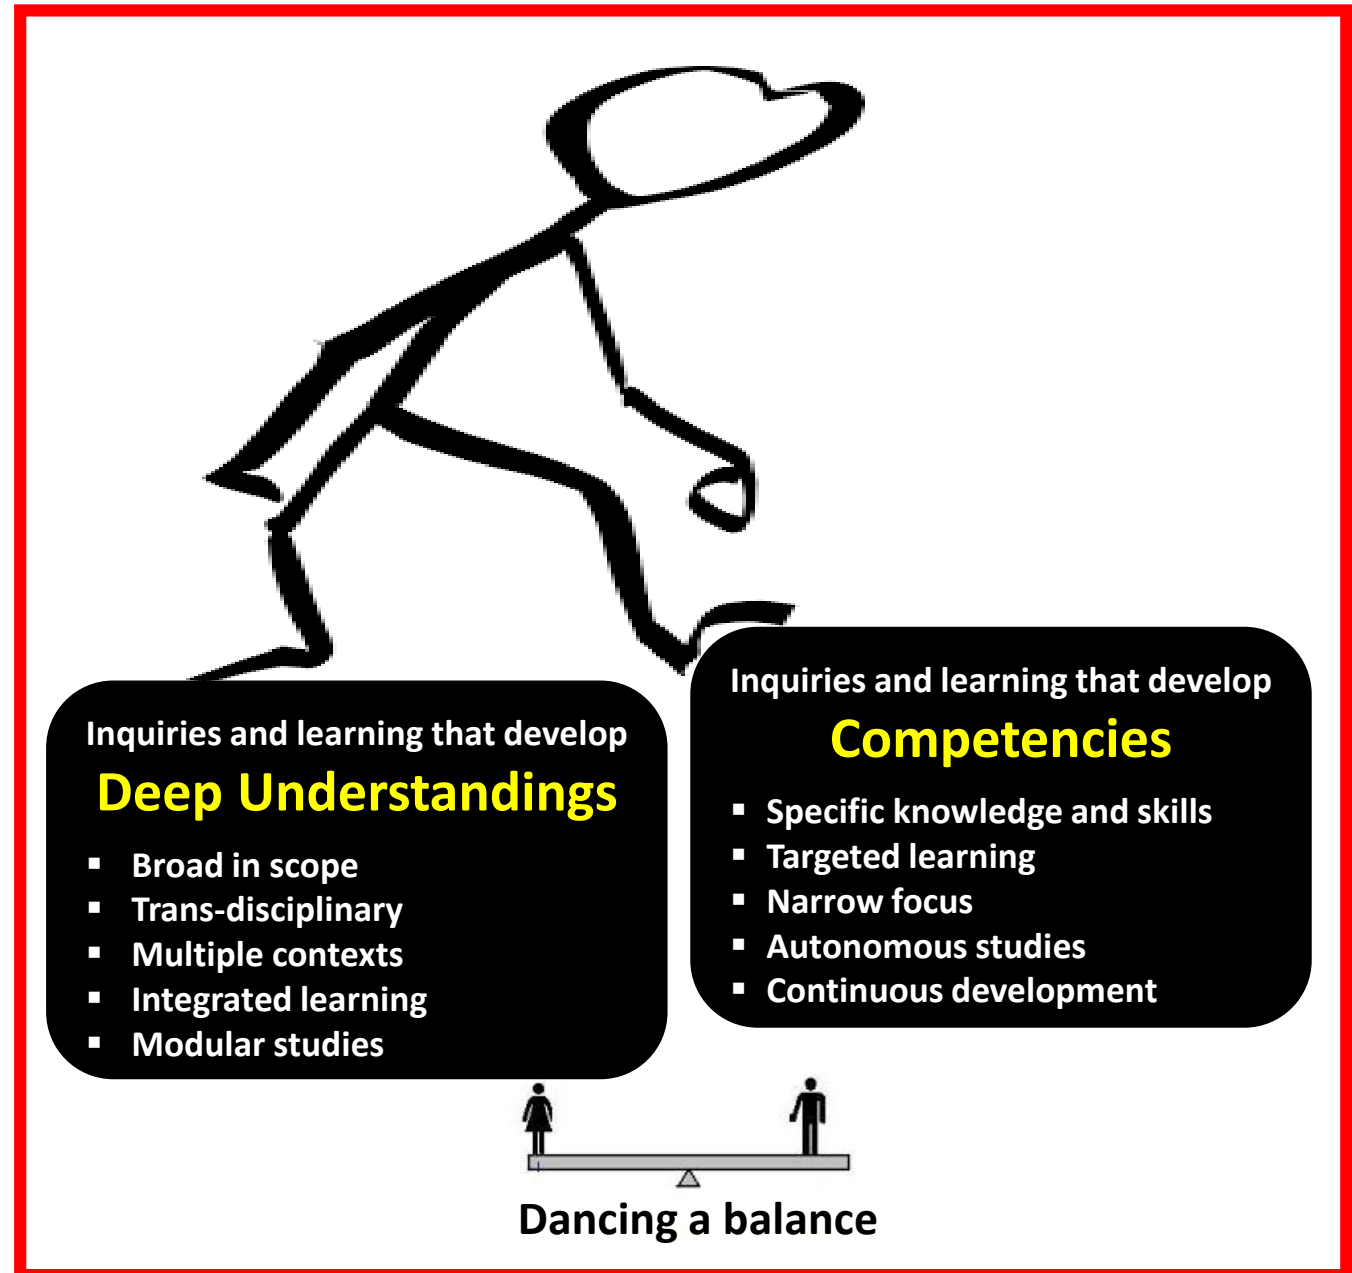 Inquiries and learning that develop
Deep Understandings
▪ Broad in scope
▪ Trans-disciplinary
▪ Multiple contexts
▪ Integrated learning
▪ Modular studies
Inquiries and learning that develop
Competencies
▪ Specific knowledge and skills
▪ Targeted learning
▪ Narrow focus
▪ Autonomous studies
▪ Continuous development
Dancing a balance